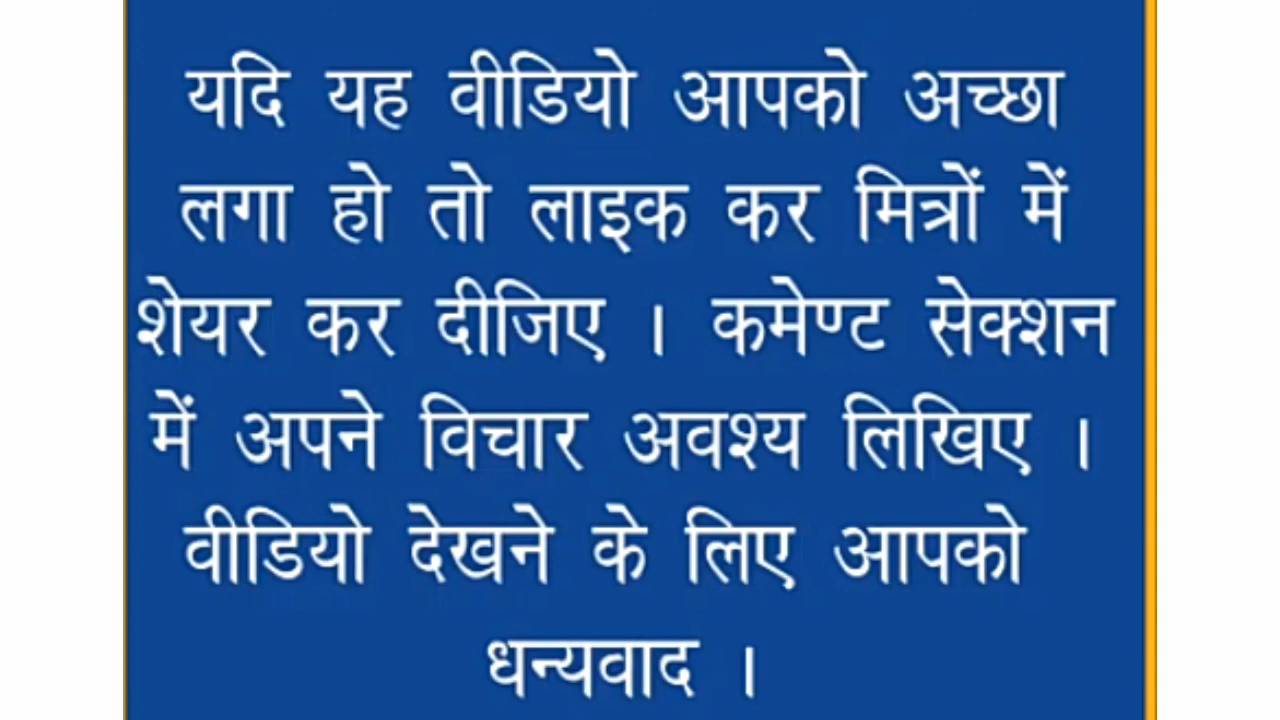 यदि यह वीडियो आपको अच्छा
लगा हो तो लाइक कर मित्रों में
शेयर कर दीजिए । कमेण्ट सेक्शन
में अपने विचार अवश्य लिखिए ।
वीडियो देखने के लिए आपको
धन्यवाद ।